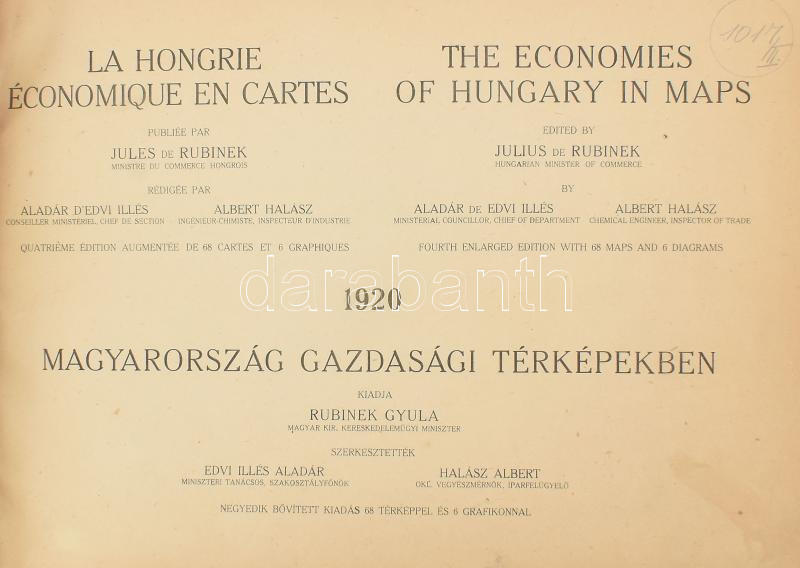 LA HONGRIE
ÉCONOMIQUE EN CARTES
PUBLIÉE PAR
JULES DE RUBINEK
MINISTRE DU COMMERCE HONGROIS
RÉDIGÉE PAR
ALADÁR D'EDVI ILLÉS
CONSEILLER MINISTÉRIEL, CHEF DE SECTION
ALBERT HALÁSZ
INGÉNIEUR-CHIMISTE, INSPECTEUR D'INDUSTRIE
QUATRIÈME ÉDITION AUGMENTÉE DE 68 CARTES ET 6 GRAPHIQUES
THE ECONOMIES
OF HUNGARY IN MAPS
EDITED BY
JULIUS DE RUBINEK
HUNGARIAN MINISTER OF COMMERCE
BY
ALADÁR DE EDVI ILLÉS
MINISTERIAL COUNCILLOR, CHIEF OF DEPARTMENT
ALBERT HALÁSZ
CHEMICAL ENGINEER, INSPECTOR OF TRADE
FOURTH ENLARGED EDITION WITH 68 MAPS AND 6 DIAGRAMS
1017
III.
darabanth
1920
MAGYARORSZÁG GAZDASÁGI TÉRKÉPEKBEN
KIADJA
RUBINEK GYULA
MAGYAR KIR. KERESKEDELEMÜGYI MINISZTER
SZERKESZTETTÉK
EDVI ILLÉS ALADÁR
MINISZTERI TANÁCSOS, SZAKOSZTÁLYFŐNÖK
HALÁSZ ALBERT
OKL. VEGYÉSZMÉRNÖK, IPARFELÜGYELŐ
NEGYEDIK BŐVÍTETT KIADÁS 68 TÉRKÉPPEL ÉS 6 GRAFIKONNAL